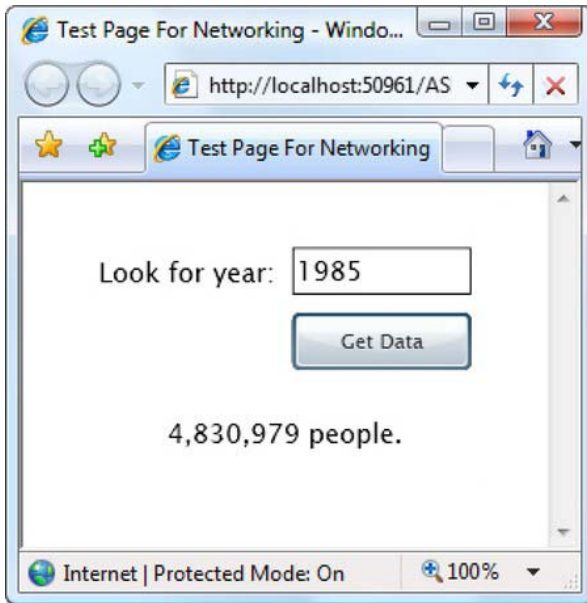 Test Page For Networking - Windo...
http://localhost:50961/AS
Test Page For Networking
Look for year: 1985
Get Data
4,830,979 people.
Internet | Protected Mode: On 100%